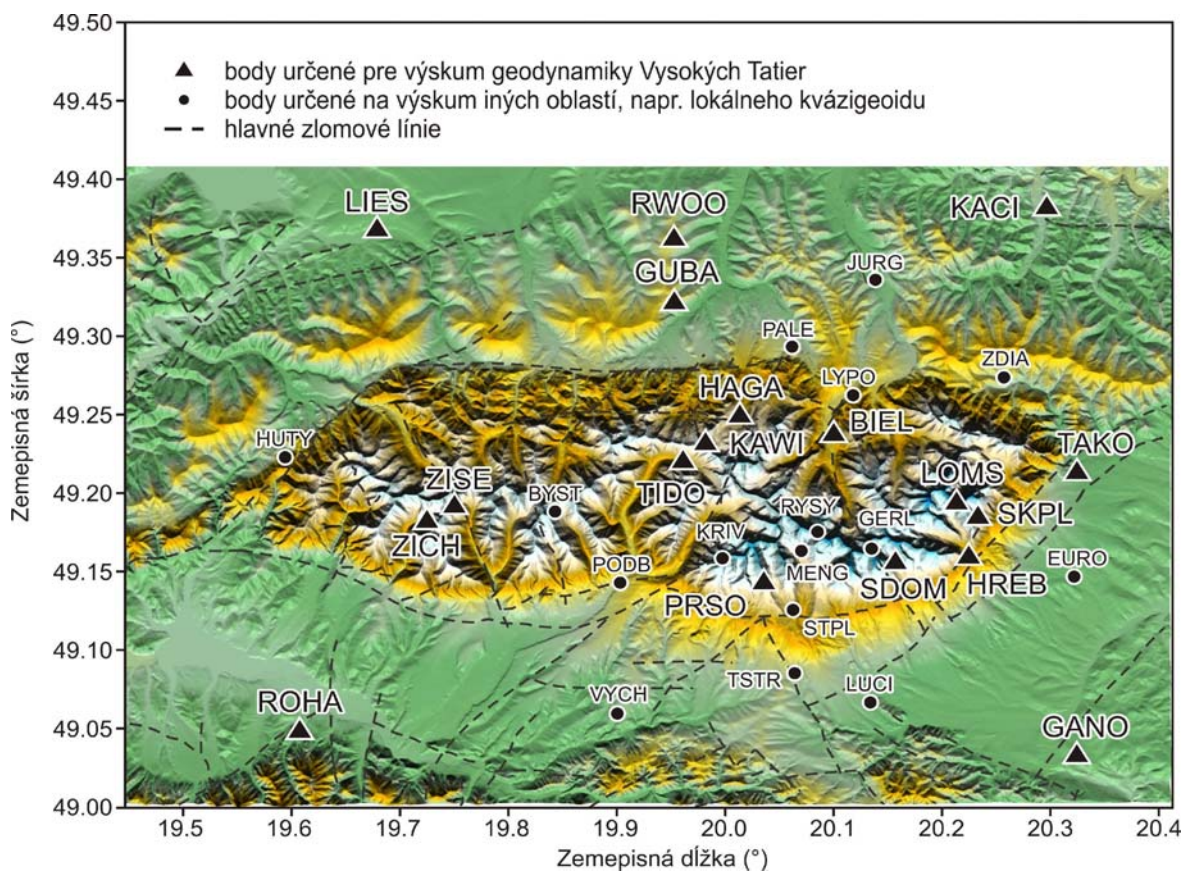 49.50
49.45
49.40
49.35
49.30
49.25
49.20
49.15
49.10
49.05
49.00
Zemepisná šírka (°)
body určené pre výskum geodynamiky Vysokých Tatier
body určené na výskum iných oblastí, napr. lokálneho kvázigeoidu
hlavné zlomové línie
LIES
RWOO
KACI
GUBA
JURG
PALE
ZDIA
HAGA
LYPO
KAWI
BIEL
TAKO
HUTY
ZISE
BYST
TIDO
LOMS
RYSY
GERL
SKPL
ZICH
KRIV
PODB
MENG
EURO
PRSO
SDOM
HREB
STPL
TSTR
LUCI
VYCH
ROHA
GANO
19.5 19.6 19.7 19.8 19.9 20.0 20.1 20.2 20.3 20.4
Zemepisná dĺžka (°)